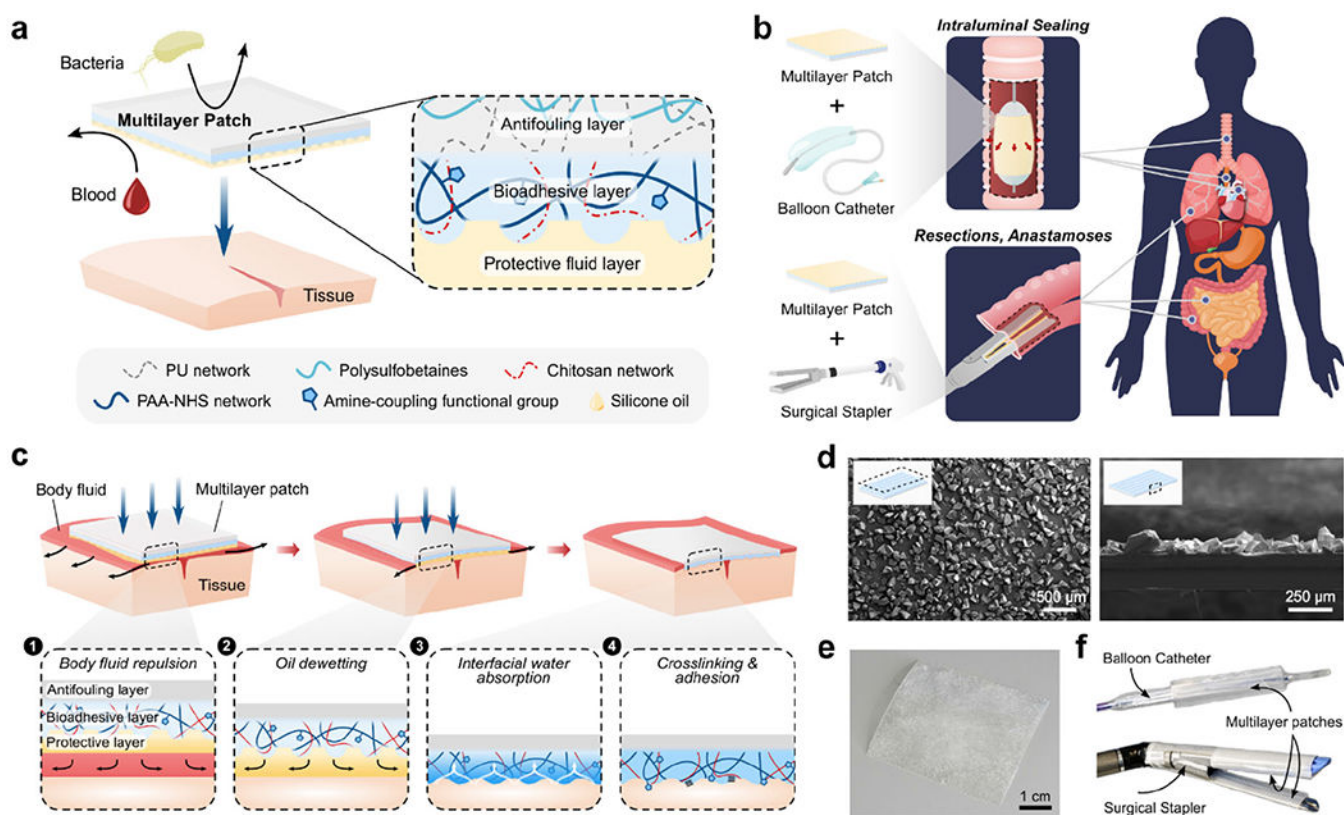 a
Bacteria
Multilayer Patch
Blood
Tissue
Antifouling layer
Bioadhesive layer
Protective fluid layer
PU network
Polysulfobetaines
Chitosan network
PAA-NHS network
Amine-coupling functional group
Silicone oil
b
Multilayer Patch
+
Balloon Catheter
Intraluminal Sealing
Multilayer Patch
+
Surgical Stapler
Resections, Anastamoses
c
Body fluid
Multilayer patch
Tissue
1
Body fluid repulsion
Antifouling layer
Bioadhesive layer
Protective layer
2
Oil dewetting
3
Interfacial water
absorption
4
Crosslinking &
adhesion
d
500 µm
250 µm
e
1 cm
f
Balloon Catheter
Multilayer patches
Surgical Stapler